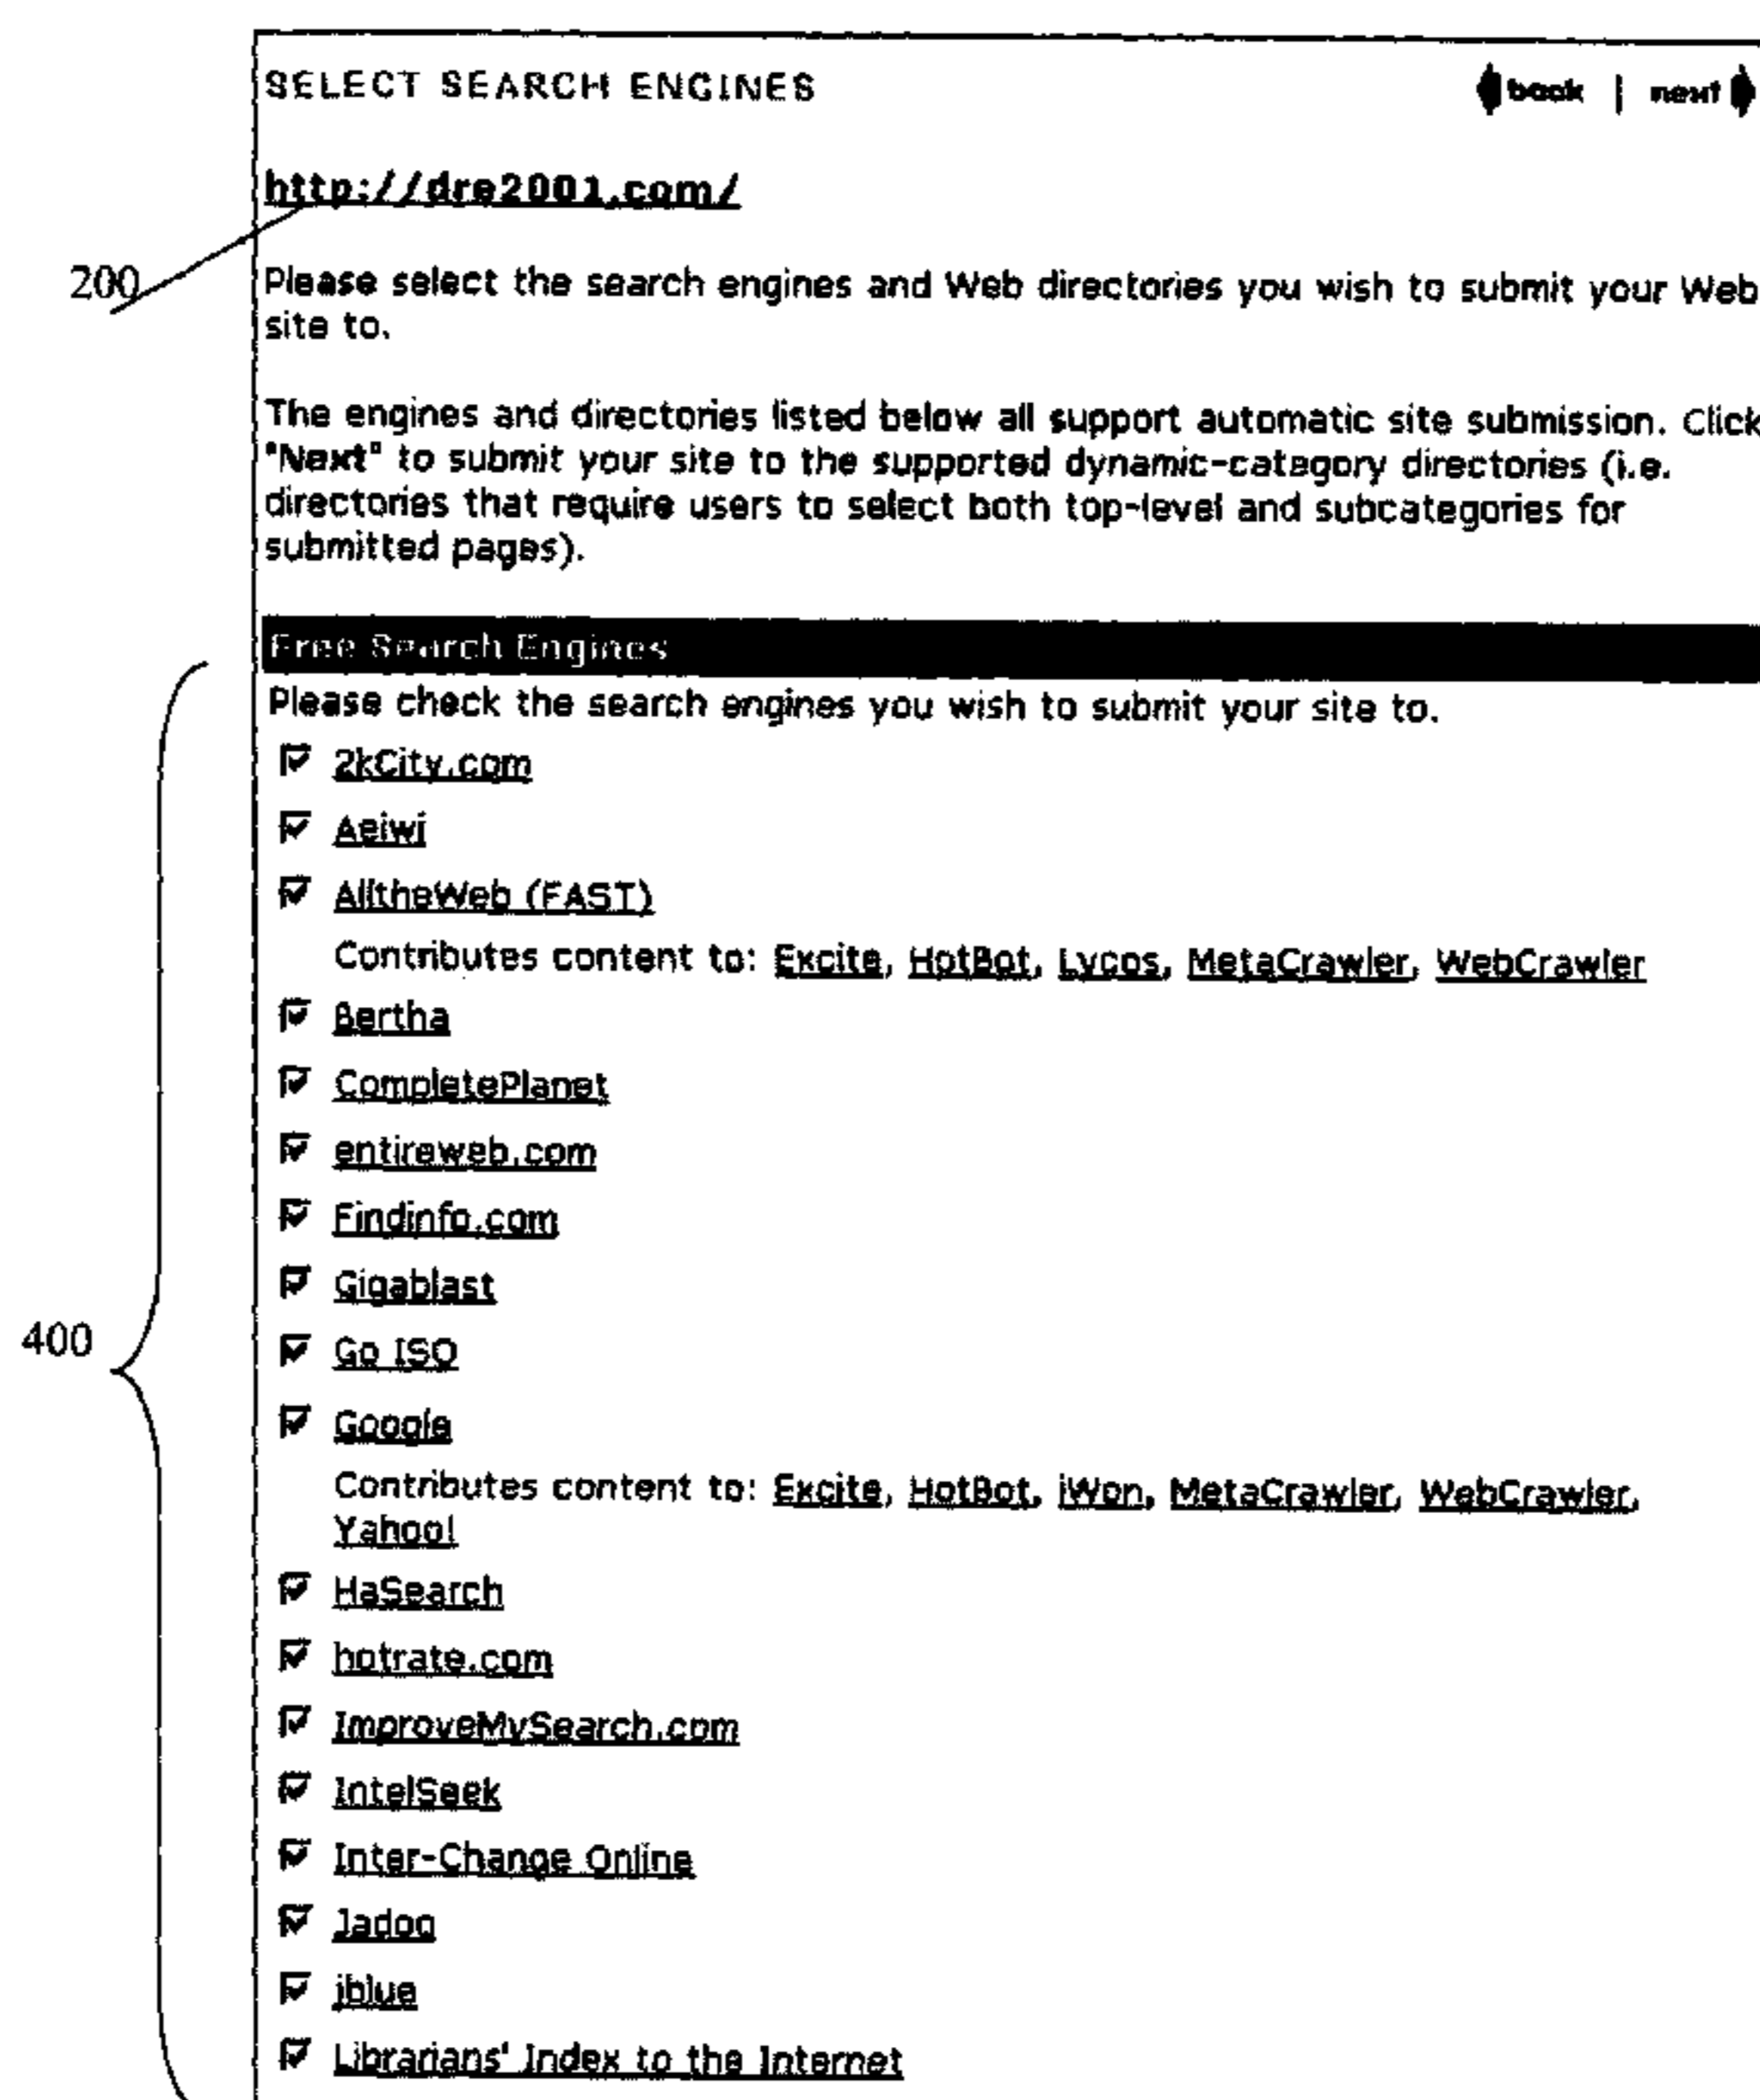 SELECT SEARCH ENGINES
back | next
http://dre2001.com/
200
Please select the search engines and Web directories you wish to submit your Web
site to.
The engines and directories listed below all support automatic site submission. Click
"Next" to submit your site to the supported dynamic-category directories (i.e.
directories that require users to select both top-level and subcategories for
submitted pages).
Free Search Engines
Please check the search engines you wish to submit your site to.
2kCity.com
Aeiwi
AlltheWeb (FAST)
Contributes content to: Excite, HotBot, Lycos, MetaCrawler, WebCrawler
Bertha
CompletePlanet
entireweb.com
Findinfo.com
Gigablast
400
Go ISO
Google
Contributes content to: Excite, HotBot, iWon, MetaCrawler, WebCrawler,
Yahoo!
HaSearch
hotrate.com
ImproveMySearch.com
IntelSeek
Inter-Change Online
Jadoo
jblue
Librarians' Index to the Internet